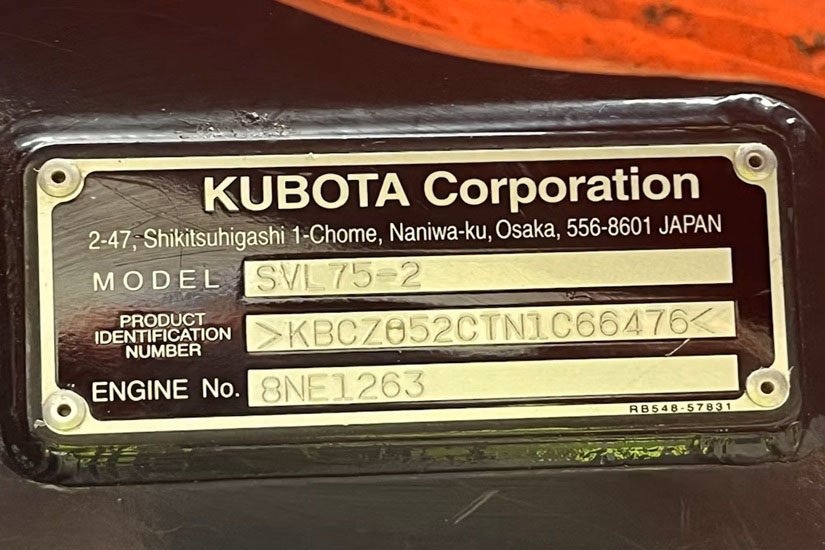 KUBOTA Corporation
2-47, Shikitsuhigashi 1-Chome, Naniwa-ku, Osaka, 556-8601 JAPAN
MODEL SVL75-2
PRODUCT
IDENTIFICATION
NUMBER >KBCZ052CTN1C66476<
ENGINE No. 8NE1263
RB548-57831